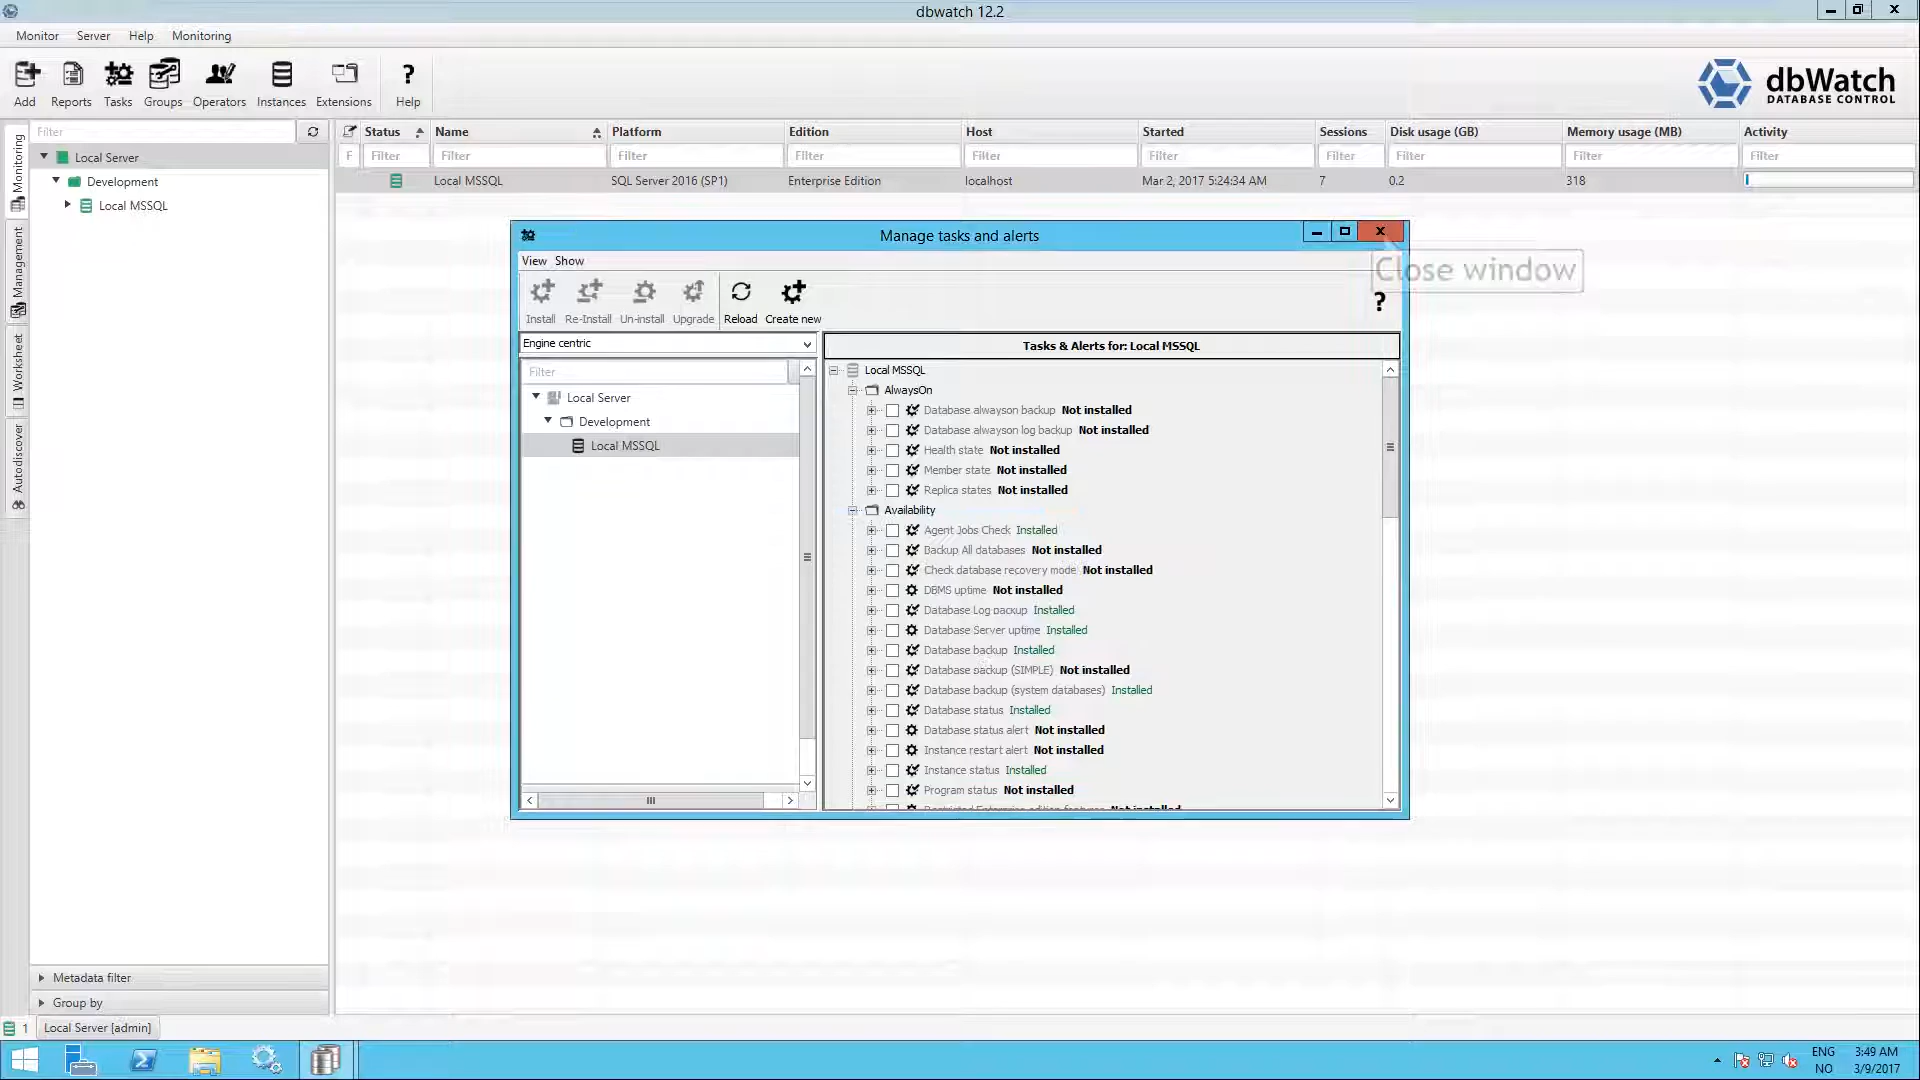 dbwatch 12.2
Monitor Server Help Monitoring
Add Reports Tasks Groups Operators Instances Extensions ? Help
dbWatch
DATABASE CONTROL
Monitoring
Management
Worksheet
Autodiscover
Filter
Local Server
Development
Local MSSQL
Status Name Platform Edition Host Started Sessions Disk usage (GB) Memory usage (MB) Activity
F Filter Filter Filter Filter Filter Filter Filter Filter Filter Filter
Local MSSQL SQL Server 2016 (SP1) Enterprise Edition localhost Mar 2, 2017 5:24:34 AM 7 0.2 318
Manage tasks and alerts
Close window
View Show
Install Re-Install Un-install Upgrade Reload Create new
?
Engine centric
Filter
Local Server
Development
Local MSSQL
Tasks & Alerts for: Local MSSQL
Local MSSQL
AlwaysOn
Database alwayson backup Not installed
Database alwayson log backup Not installed
Health state Not installed
Member state Not installed
Replica states Not installed
Availability
Agent Jobs Check Installed
Backup All databases Not installed
Check database recovery mode Not installed
DBMS uptime Not installed
Database Log backup Installed
Database Server uptime Installed
Database backup Installed
Database backup (SIMPLE) Not installed
Database backup (system databases) Installed
Database status Installed
Database status alert Not installed
Instance restart alert Not installed
Instance status Installed
Program status Not installed
Restricted Enterprise edition features Not installed
Metadata filter
Group by
1 Local Server [admin]
ENG 3:49 AM
NO 3/9/2017